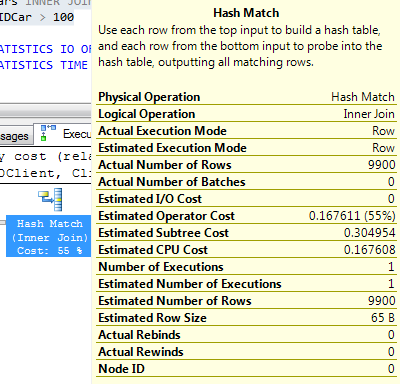 ars INNER JOIN
IDCar > 100
ATISTICS IO OF
ATISTICS TIME
sages
Execu
y cost (rela
OClient, Cli
Hash Match
(Inner Join)
Cost: 55 %
Hash Match
Use each row from the top input to build a hash table,
and each row from the bottom input to probe into the
hash table, outputting all matching rows.
Physical Operation Hash Match
Logical Operation Inner Join
Actual Execution Mode Row
Estimated Execution Mode Row
Actual Number of Rows 9900
Actual Number of Batches 0
Estimated I/O Cost 0
Estimated Operator Cost 0.167611 (55%)
Estimated Subtree Cost 0.304954
Estimated CPU Cost 0.167608
Number of Executions 1
Estimated Number of Executions 1
Estimated Number of Rows 9900
Estimated Row Size 65 B
Actual Rebinds 0
Actual Rewinds 0
Node ID 0